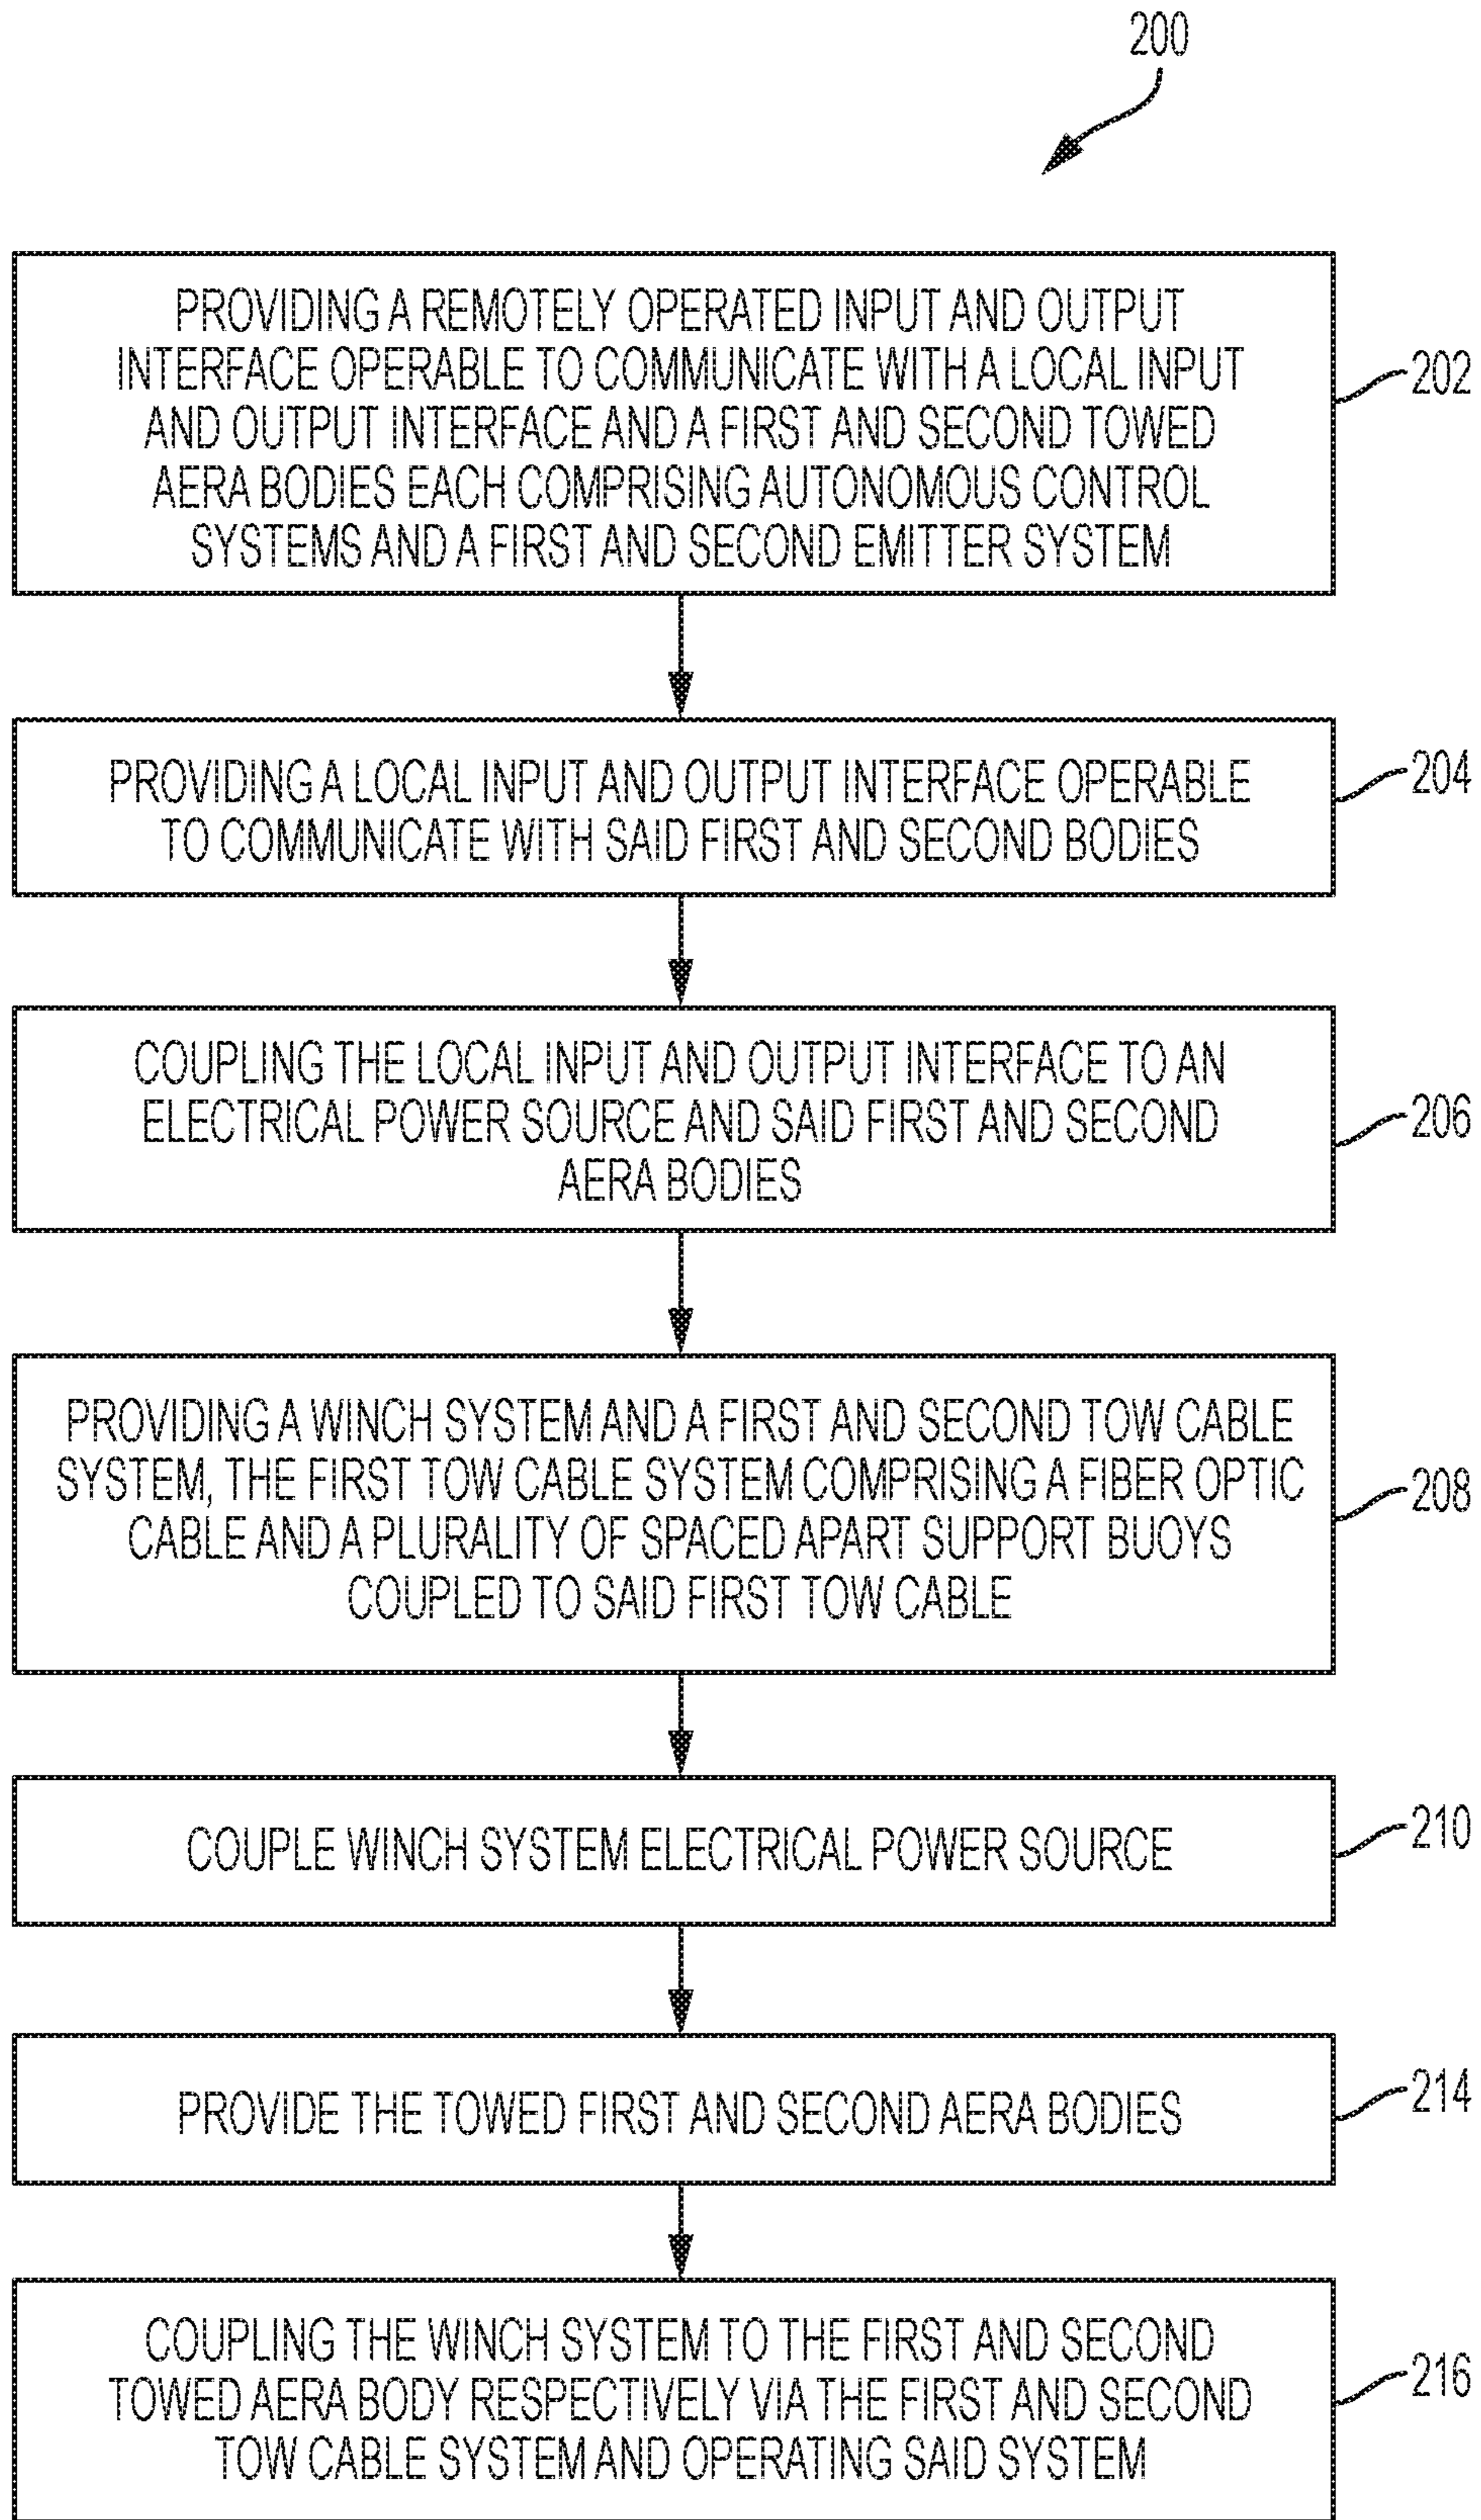 200
PROVIDING A REMOTELY OPERATED INPUT AND OUTPUT
INTERFACE OPERABLE TO COMMUNICATE WITH A LOCAL INPUT
AND OUTPUT INTERFACE AND A FIRST AND SECOND TOWED
AERA BODIES EACH COMPRISING AUTONOMOUS CONTROL
SYSTEMS AND A FIRST AND SECOND EMITTER SYSTEM
202
PROVIDING A LOCAL INPUT AND OUTPUT INTERFACE OPERABLE
TO COMMUNICATE WITH SAID FIRST AND SECOND BODIES
204
COUPLING THE LOCAL INPUT AND OUTPUT INTERFACE TO AN
ELECTRICAL POWER SOURCE AND SAID FIRST AND SECOND
AERA BODIES
206
PROVIDING A WINCH SYSTEM AND A FIRST AND SECOND TOW CABLE
SYSTEM, THE FIRST TOW CABLE SYSTEM COMPRISING A FIBER OPTIC
CABLE AND A PLURALITY OF SPACED APART SUPPORT BUOYS
COUPLED TO SAID FIRST TOW CABLE
208
COUPLE WINCH SYSTEM ELECTRICAL POWER SOURCE
210
PROVIDE THE TOWED FIRST AND SECOND AERA BODIES
214
COUPLING THE WINCH SYSTEM TO THE FIRST AND SECOND
TOWED AERA BODY RESPECTIVELY VIA THE FIRST AND SECOND
TOW CABLE SYSTEM AND OPERATING SAID SYSTEM
216